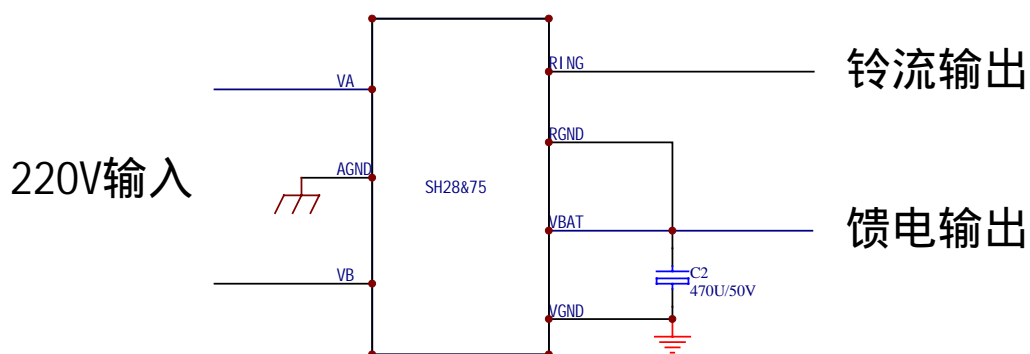 RING
铃流输出
VA
RGND
220V输入
AGND
SH28&75
VBAT
馈电输出
VB
C2
470U/50V
VGND